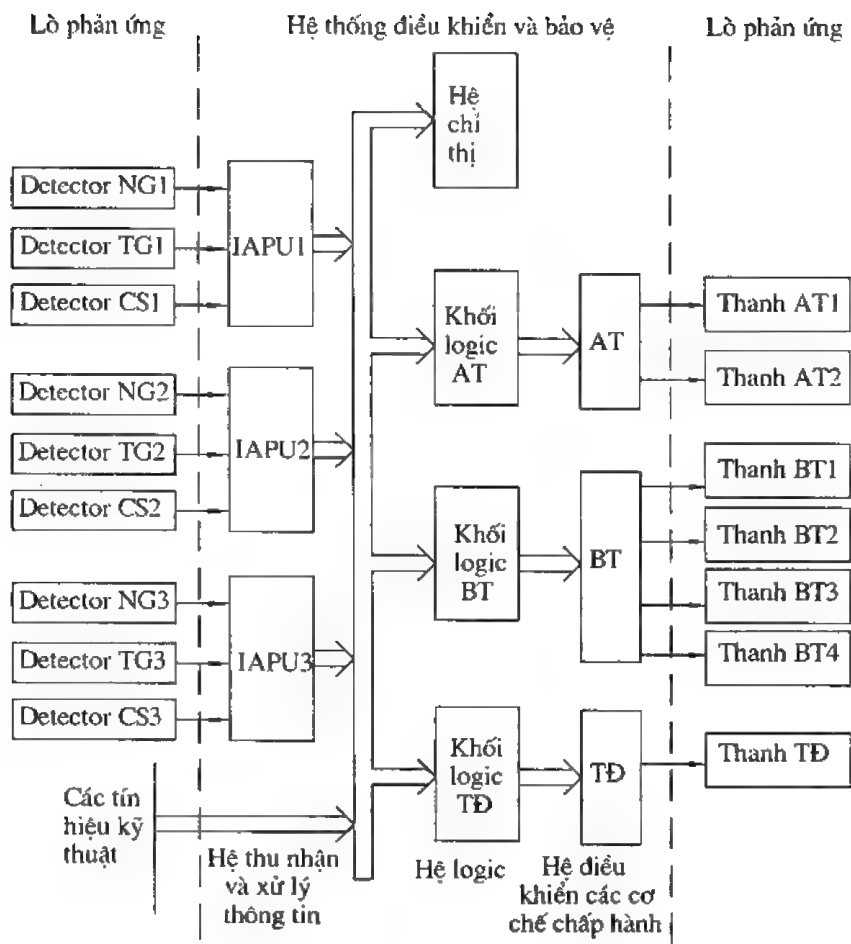 Lò phản ứng
Hệ thống điều khiển và bảo vệ
Lò phản ứng
Hệ
chỉ
thị
Detector NG1
Detector TG1
Detector CS1
IAPU1
Detector NG2
Detector TG2
Detector CS2
IAPU2
Detector NG3
Detector TG3
Detector CS3
IAPU3
Các tín
hiệu kỹ
thuật
Khối
logic
AT
AT
Thanh AT1
Thanh AT2
Khối
logic
BT
BT
Thanh BT1
Thanh BT2
Thanh BT3
Thanh BT4
Khối
logic
TĐ
TĐ
Thanh TĐ
Hệ thu nhận
và xử lý
thông tin
Hệ logic
Hệ điều
khiển các cơ
chế chấp hành